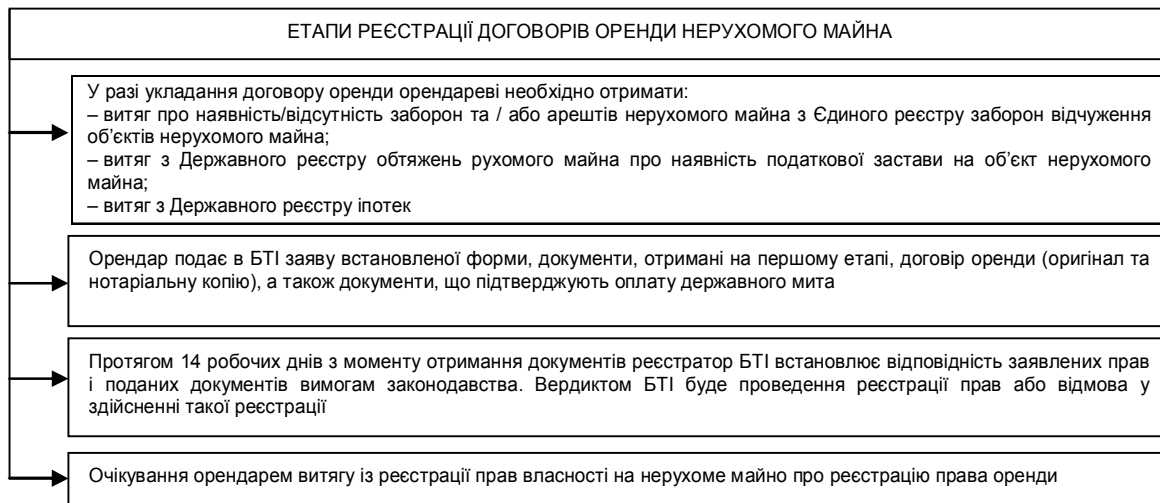 ЕТАПИ РЕЄСТРАЦІЇ ДОГОВОРІВ ОРЕНДИ НЕРУХОМОГО МАЙНА
У разі укладання договору оренди орендареві необхідно отримати:
– витяг про наявність/відсутність заборон та / або арештів нерухомого майна з Єдиного реєстру заборон відчуження
об’єктів нерухомого майна;
– витяг з Державного реєстру обтяжень рухомого майна про наявність податкової застави на об’єкт нерухомого
майна;
– витяг з Державного реєстру іпотек
Орендар подає в БТІ заяву встановленої форми, документи, отримані на першому етапі, договір оренди (оригінал та
нотаріальну копію), а також документи, що підтверджують оплату державного мита
Протягом 14 робочих днів з моменту отримання документів реєстратор БТІ встановлює відповідність заявлених прав
і поданих документів вимогам законодавства. Вердиктом БТІ буде проведення реєстрації прав або відмова у
здійсненні такої реєстрації
Очікування орендарем витягу із реєстрації прав власності на нерухоме майно про реєстрацію права оренди